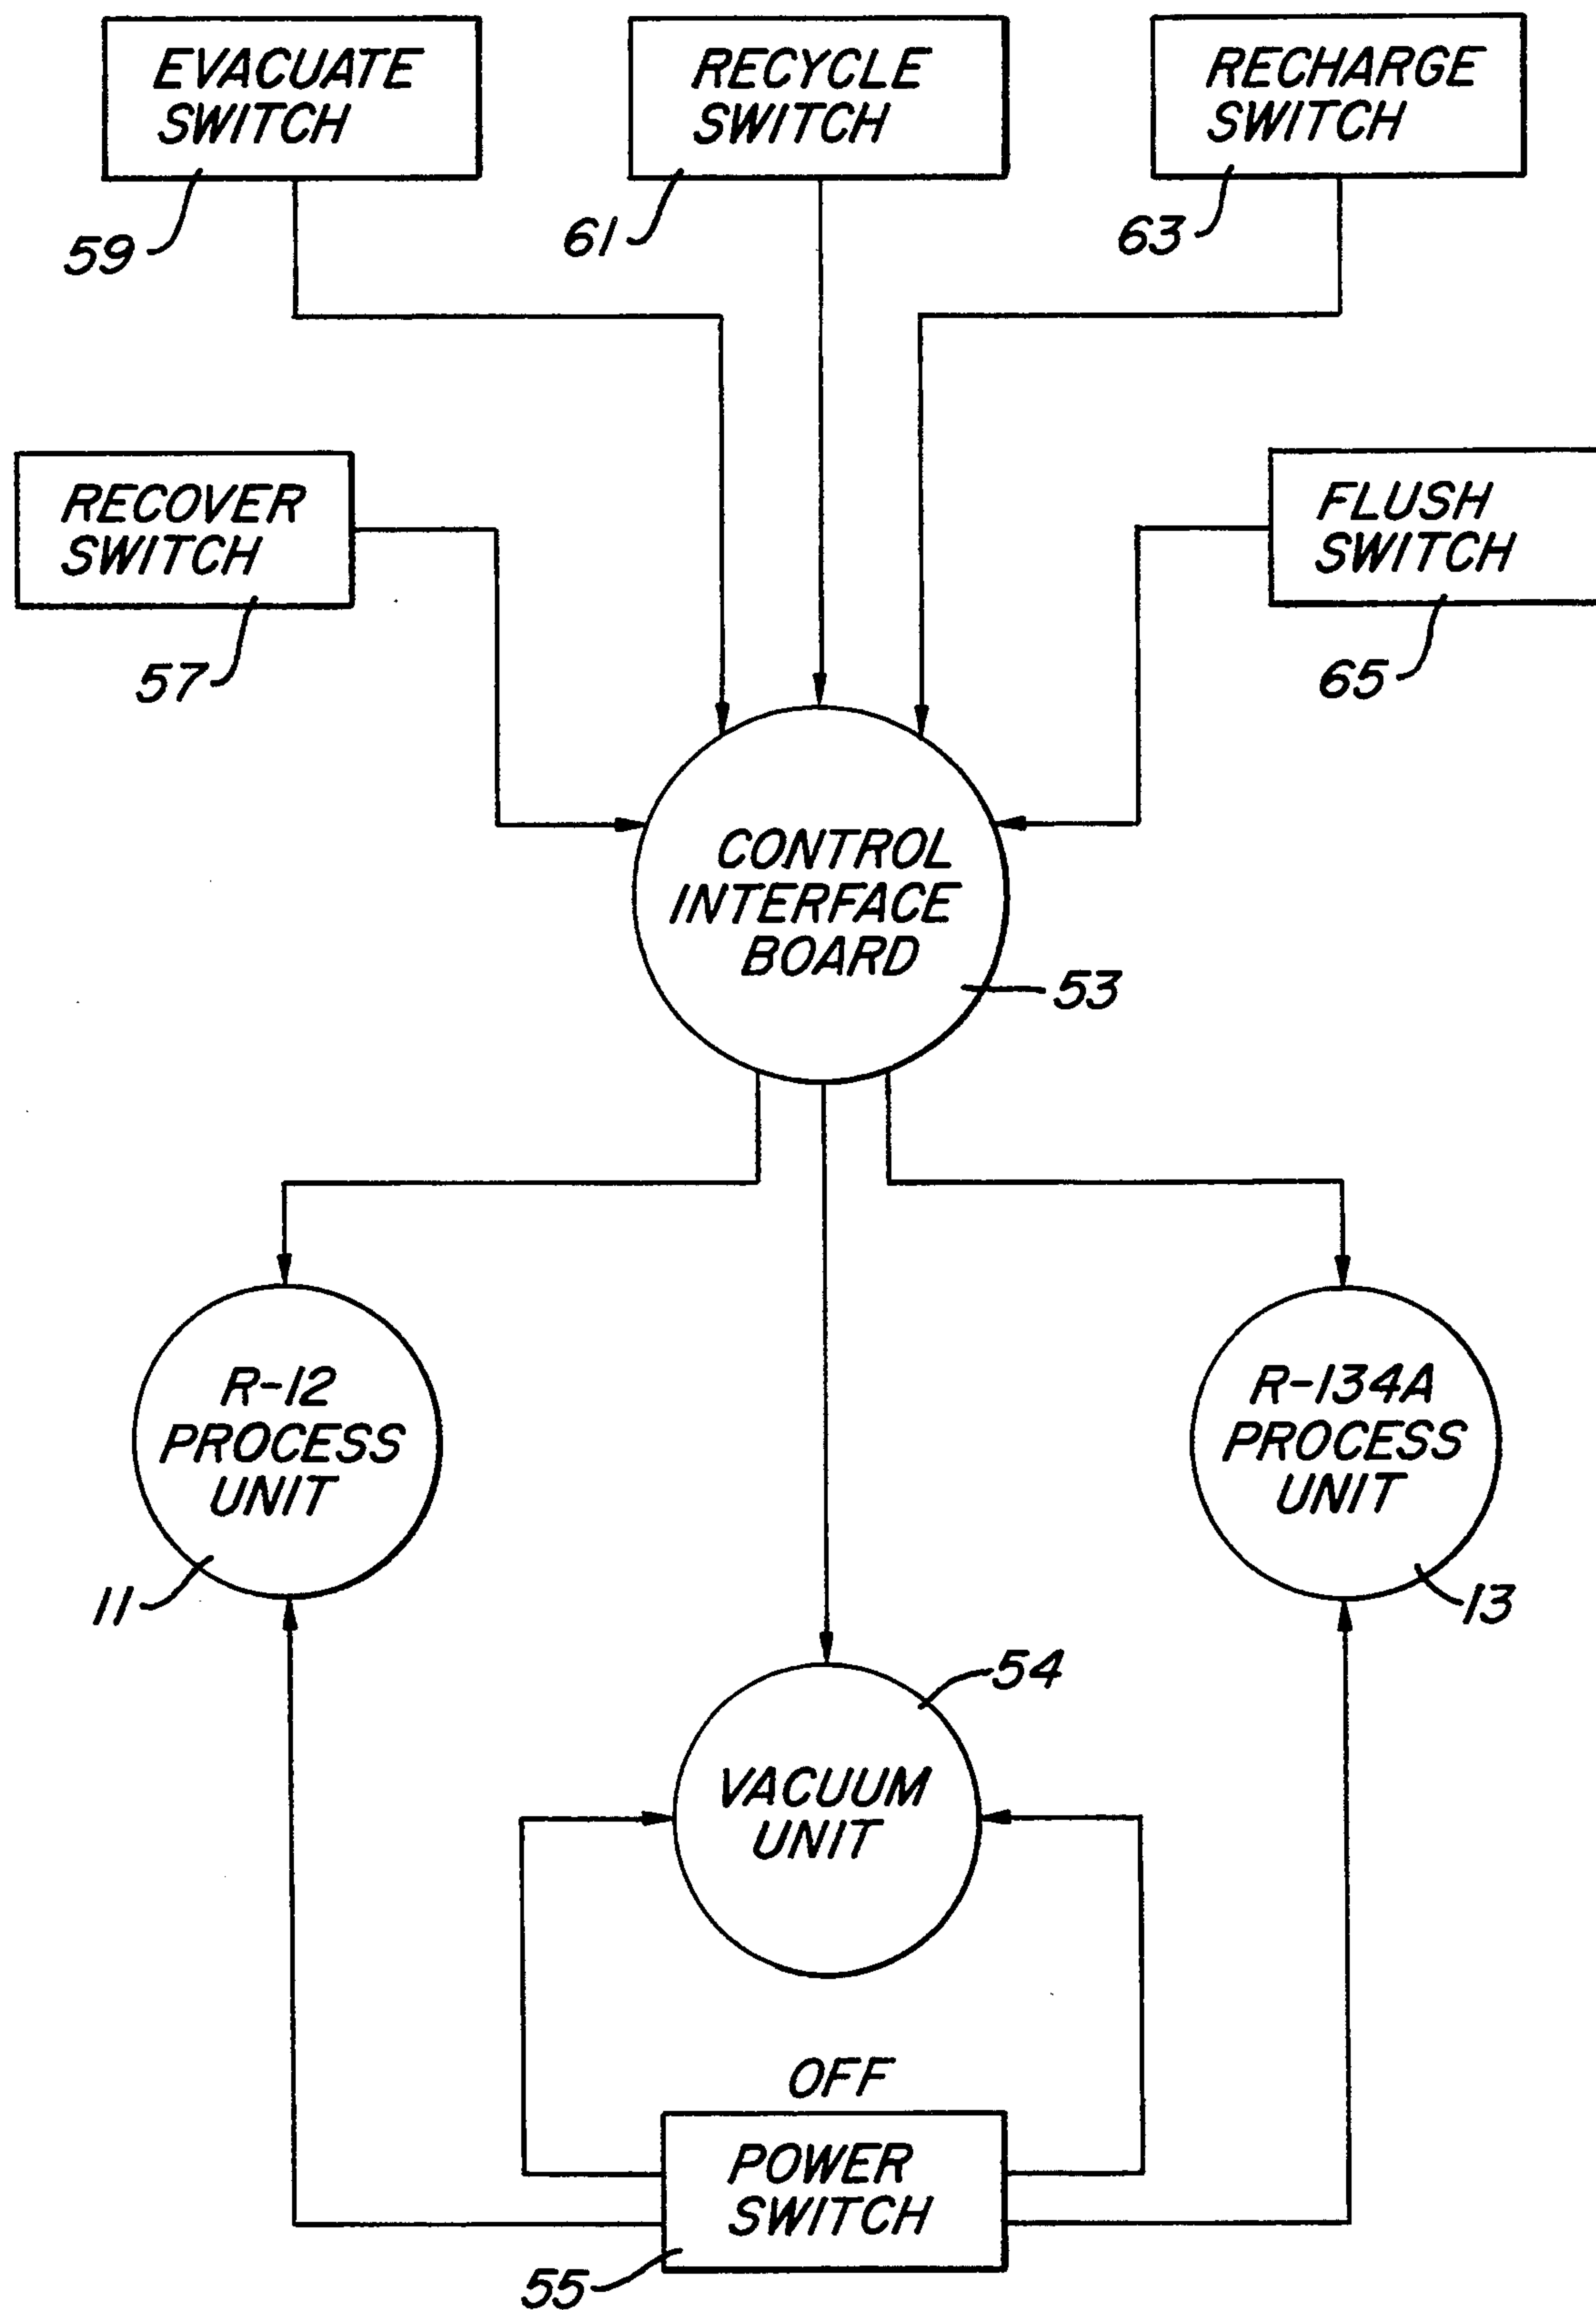 EVACUATE
SWITCH
59
RECYCLE
SWITCH
61
RECHARGE
SWITCH
63
RECOVER
SWITCH
57
FLUSH
SWITCH
65
CONTROL
INTERFACE
BOARD
53
R-12
PROCESS
UNIT
11
R-134A
PROCESS
UNIT
13
54
VACUUM
UNIT
OFF
POWER
SWITCH
55